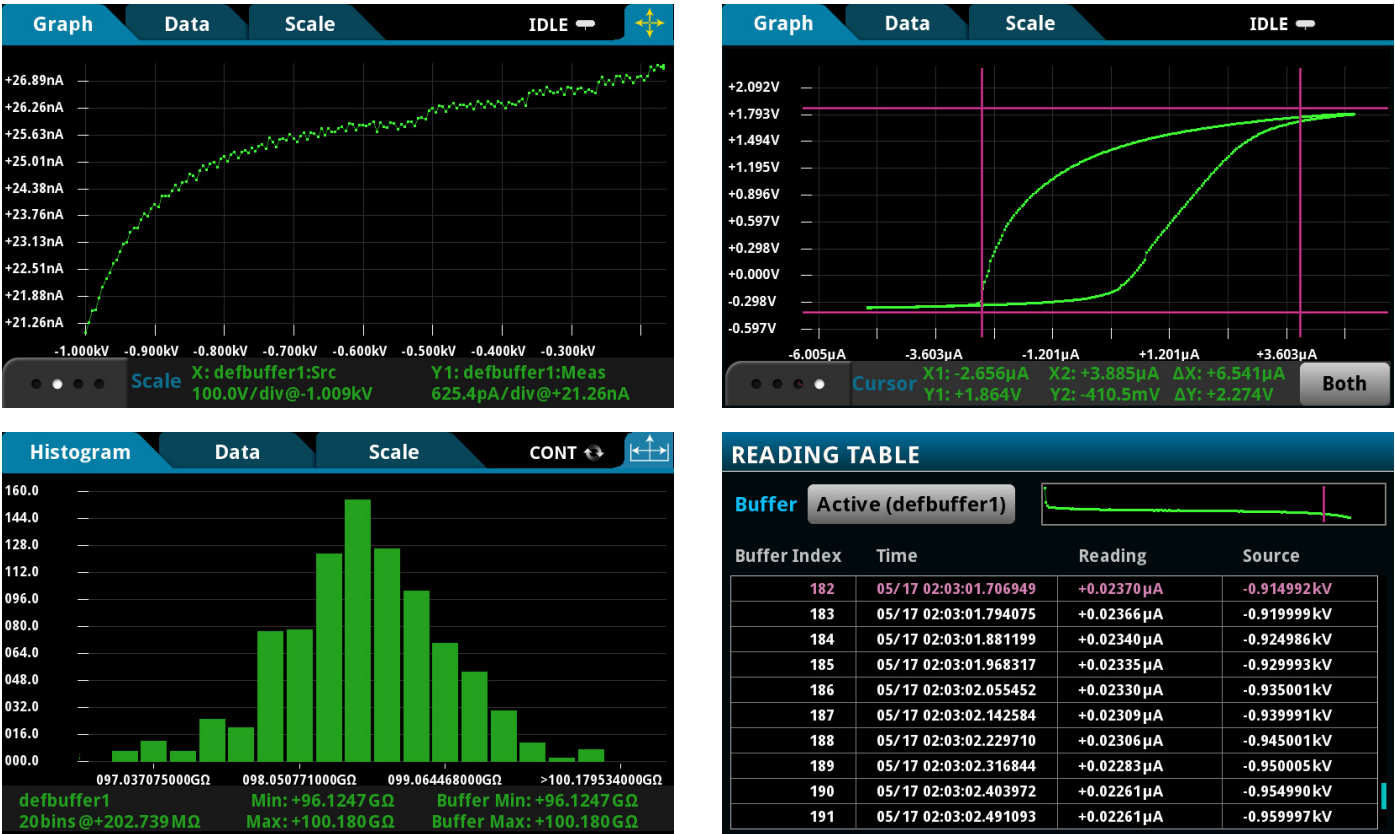 Graph Data Scale IDLE
+26.89nA
+26.26nA
+25.63nA
+25.01nA
+24.38nA
+23.76nA
+23.13nA
+22.51nA
+21.88nA
+21.26nA
-1.000kV -0.900kV -0.800kV -0.700kV -0.600kV -0.500kV -0.400kV -0.300kV
Scale X: defbuffer1:Src Y1: defbuffer1:Meas
100.0V/div@-1.009kV 625.4pA/div@+21.26nA
Graph Data Scale IDLE
+2.092V
+1.793V
+1.494V
+1.195V
+0.896V
+0.597V
+0.298V
+0.000V
-0.298V
-0.597V
-6.005µA -3.603µA -1.201µA +1.201µA +3.603µA
Cursor X1: -2.656µA X2: +3.885µA ΔX: +6.541µA
Y1: +1.864V Y2: -410.5mV ΔY: +2.274V
Both
Histogram Data Scale CONT
160.0
144.0
128.0
112.0
096.0
080.0
064.0
048.0
032.0
016.0
000.0
097.037075000GΩ 098.050771000GΩ 099.064468000GΩ >100.179534000GΩ
defbuffer1 Min: +96.1247GΩ Buffer Min: +96.1247GΩ
20bins@+202.739MΩ Max: +100.180GΩ Buffer Max: +100.180GΩ
READING TABLE
Buffer Active (defbuffer1)
Buffer Index Time Reading Source
182 05/17 02:03:01.706949 +0.02370µA -0.914992kV
183 05/17 02:03:01.794075 +0.02366µA -0.919999kV
184 05/17 02:03:01.881199 +0.02340µA -0.924986kV
185 05/17 02:03:01.968317 +0.02335µA -0.929993kV
186 05/17 02:03:02.055452 +0.02330µA -0.935001kV
187 05/17 02:03:02.142584 +0.02309µA -0.939991kV
188 05/17 02:03:02.229710 +0.02306µA -0.945001kV
189 05/17 02:03:02.316844 +0.02283µA -0.950005kV
190 05/17 02:03:02.403972 +0.02261µA -0.954990kV
191 05/17 02:03:02.491093 +0.02261µA -0.959997kV